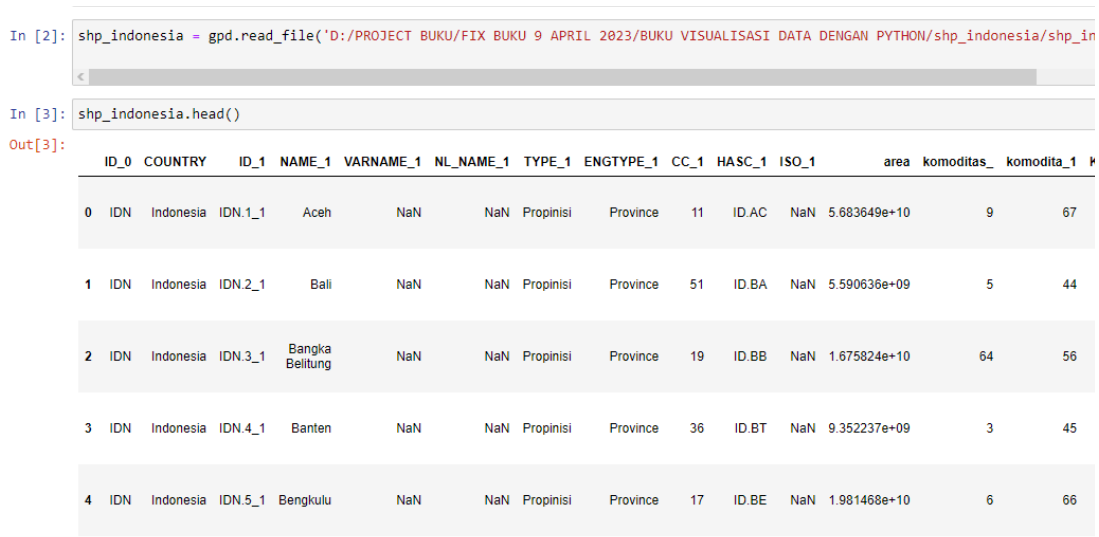 In [2]: shp_indonesia = gpd.read_file('D:/PROJECT BUKU/FIX BUKU 9 APRIL 2023/BUKU VISUALISASI DATA DENGAN PYTHON/shp_indonesia/shp_in
In [3]: shp_indonesia.head()
Out[3]:
ID_0 COUNTRY ID_1 NAME_1 VARNAME_1 NL_NAME_1 TYPE_1 ENGTYPE_1 CC_1 HASC_1 ISO_1 area komoditas_ komodita_1
0 IDN Indonesia IDN.1_1 Aceh NaN NaN Propinisi Province 11 ID.AC NaN 5.683649e+10 9 67
1 IDN Indonesia IDN.2_1 Bali NaN NaN Propinisi Province 51 ID.BA NaN 5.590636e+09 5 44
2 IDN Indonesia IDN.3_1 Bangka Belitung NaN NaN Propinisi Province 19 ID.BB NaN 1.675824e+10 64 56
3 IDN Indonesia IDN.4_1 Banten NaN NaN Propinisi Province 36 ID.BT NaN 9.352237e+09 3 45
4 IDN Indonesia IDN.5_1 Bengkulu NaN NaN Propinisi Province 17 ID.BE NaN 1.981468e+10 6 66